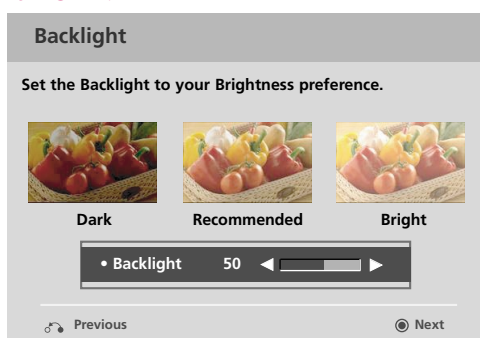 Backlight
Set the Backlight to your Brightness preference.
Dark Recommended Bright
• Backlight 50
Previous Next